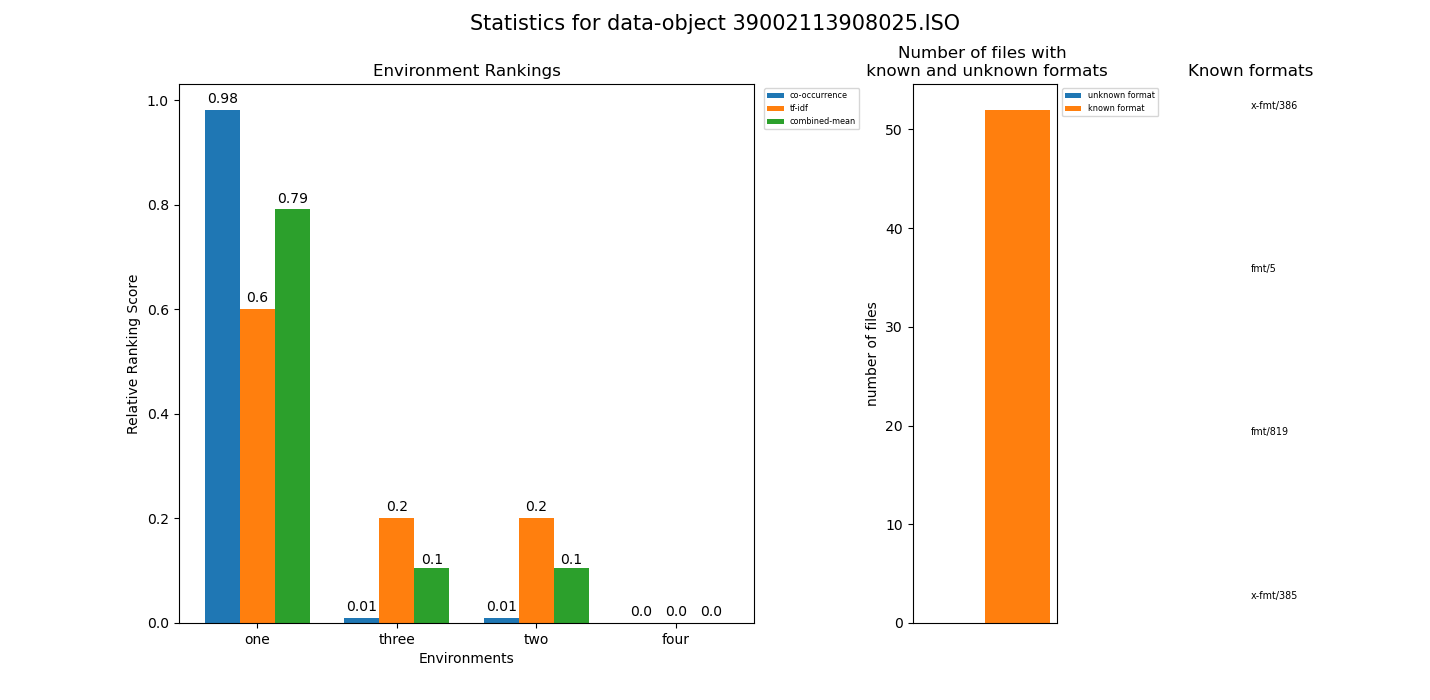 Statistics for data-object 39002113908025.ISO
Environment Rankings
Relative Ranking Score
1.0
0.8
0.6
0.4
0.2
0.0
0.98
0.6
0.79
0.01
0.2
0.1
0.01
0.2
0.1
0.0
0.0
0.0
one
three
two
four
Environments
co-occurrence
tf-idf
combined-mean
Number of files with
known and unknown formats
number of files
50
40
30
20
10
0
unknown format
known format
Known formats
x-fmt/386
fmt/5
fmt/819
x-fmt/385